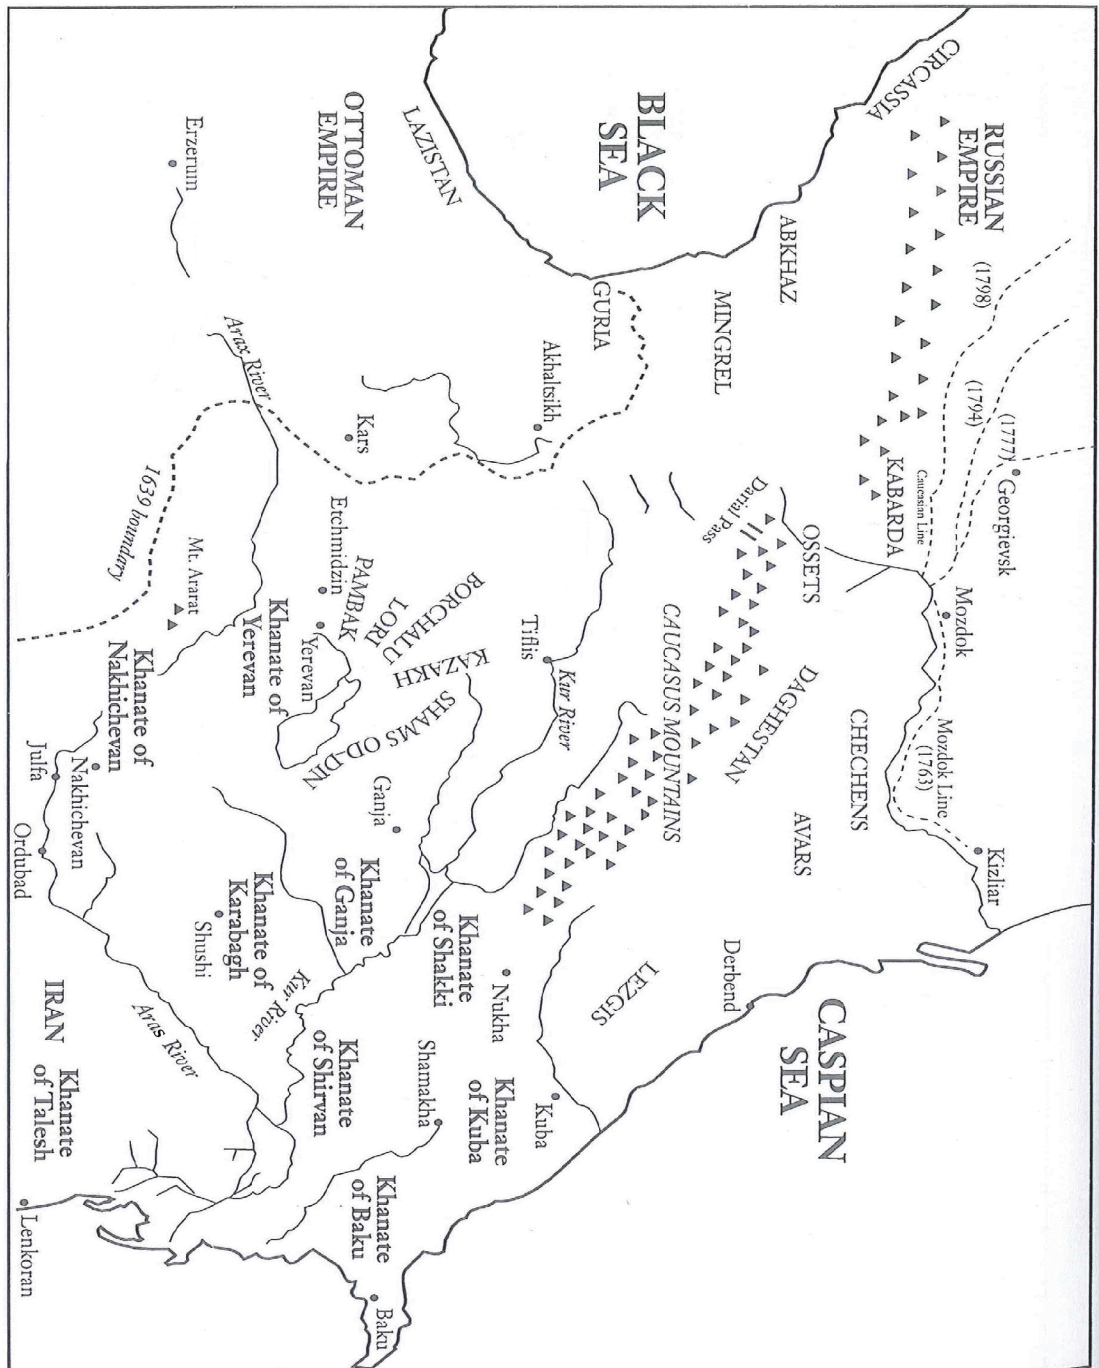 CIRCASSIA
RUSSIAN
EMPIRE
(1798)
(1794)
(1777)
Georgievsk
Caucasian Line
KABARDA
Mozdok
Mozdok Line
(1763)
Kizliar
BLACK
SEA
ABKHAZ
MINGREL
Darial Pass
OSSETS
CHECHENS
DAGHESTAN
AVARS
CAUCASUS MOUNTAINS
CASPIAN
SEA
Derbend
LEZGIS
LAZISTAN
GURIA
Akhaltsikh
Tiflis
Kur River
OTTOMAN
EMPIRE
Kars
BORCHALU
LORI
PAMBAK
KAZAKH
SHAMS OD-DIN
Etchmidzin
Yerevan
Khanate of
Yerevan
Ganja
Khanate
of Ganja
Khanate
of Shakki
Nukha
Khanate
of Kuba
Kuba
Shamakha
Khanate
of Shirvan
Khanate
of Baku
Baku
Erzerum
Arax River
1639 boundary
Mt. Ararat
Khanate of
Nakhichevan
Nakhichevan
Julfa
Ordubad
Khanate of
Karabagh
Shushi
Kur River
Aras River
IRAN
Khanate
of Talesh
Lenkoran